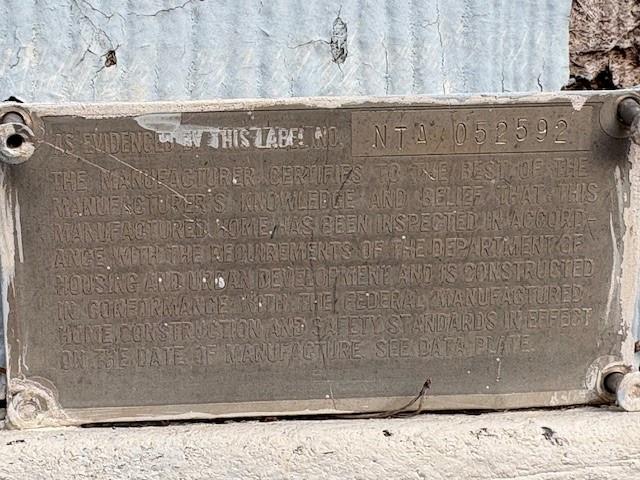 AS EVIDENCED BY THIS LABEL NO. NTA 052592
THE MANUFACTURER CERTIFIES TO THE BEST OF THE
MANUFACTURER'S KNOWLEDGE AND BELIEF THAT THIS
MANUFACTURED HOME HAS BEEN INSPECTED IN ACCORD-
ANCE WITH THE REQUIREMENTS OF THE DEPARTMENT OF
HOUSING AND URBAN DEVELOPMENT AND IS CONSTRUCTED
IN CONFORMANCE WITH THE FEDERAL MANUFACTURED
HOME CONSTRUCTION AND SAFETY STANDARDS IN EFFECT
ON THE DATE OF MANUFACTURE. SEE DATA PLATE.